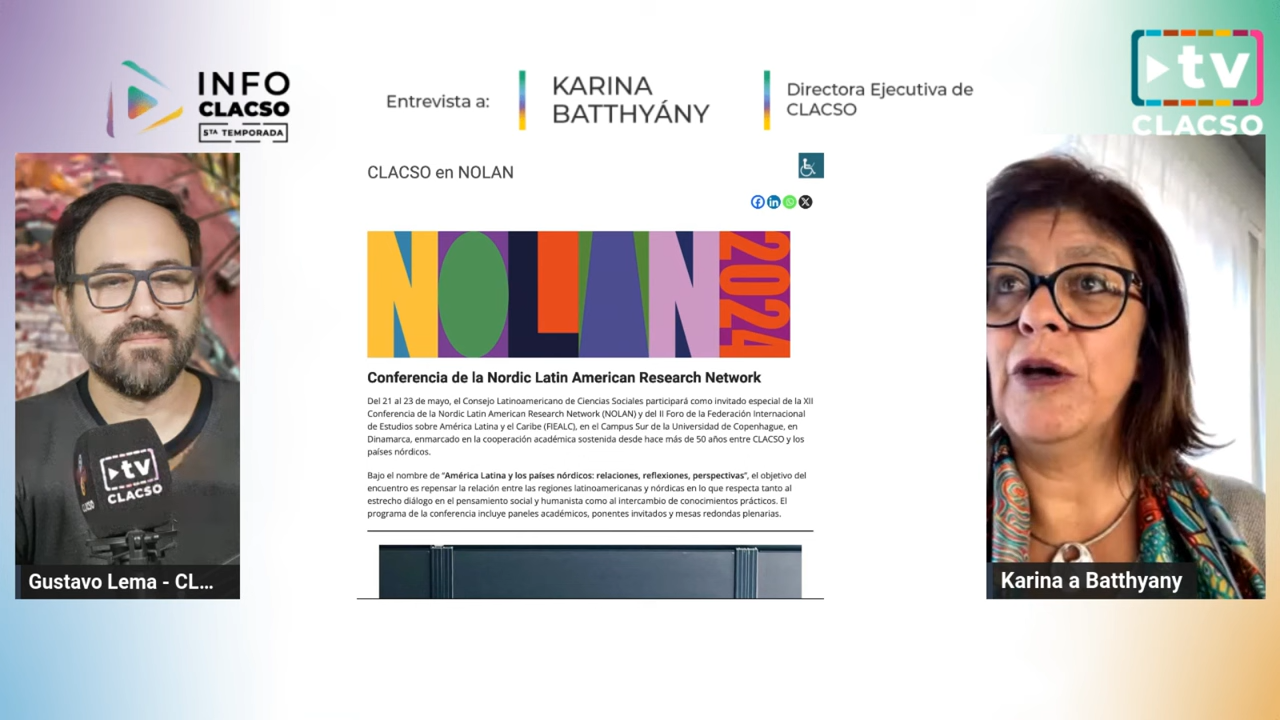 INFO
CLACSO
5TA TEMPORADA
Entrevista a:
KARINA
BATTHYÁNY
Directora Ejecutiva de
CLACSO
tv
CLACSO
CLACSO en NOLAN
NOLAN 2024
Conferencia de la Nordic Latin American Research Network
Del 21 al 23 de mayo, el Consejo Latinoamericano de Ciencias Sociales participará como invitado especial de la XII
Conferencia de la Nordic Latin American Research Network (NOLAN) y del II Foro de la Federación Internacional
de Estudios sobre América Latina y el Caribe (FIEALC), en el Campus Sur de la Universidad de Copenhague, en
Dinamarca, enmarcado en la cooperación académica sostenida desde hace más de 50 años entre CLACSO y los
países nórdicos.
Bajo el nombre de "América Latina y los países nórdicos: relaciones, reflexiones, perspectivas", el objetivo del
encuentro es repensar la relación entre las regiones latinoamericanas y nórdicas en lo que respecta tanto al
estrecho diálogo en el pensamiento social y humanista como al intercambio de conocimientos prácticos. El
programa de la conferencia incluye paneles académicos, ponentes invitados y mesas redondas plenarias.
tv
CLACSO
Gustavo Lema - CL...
Karina a Batthyany